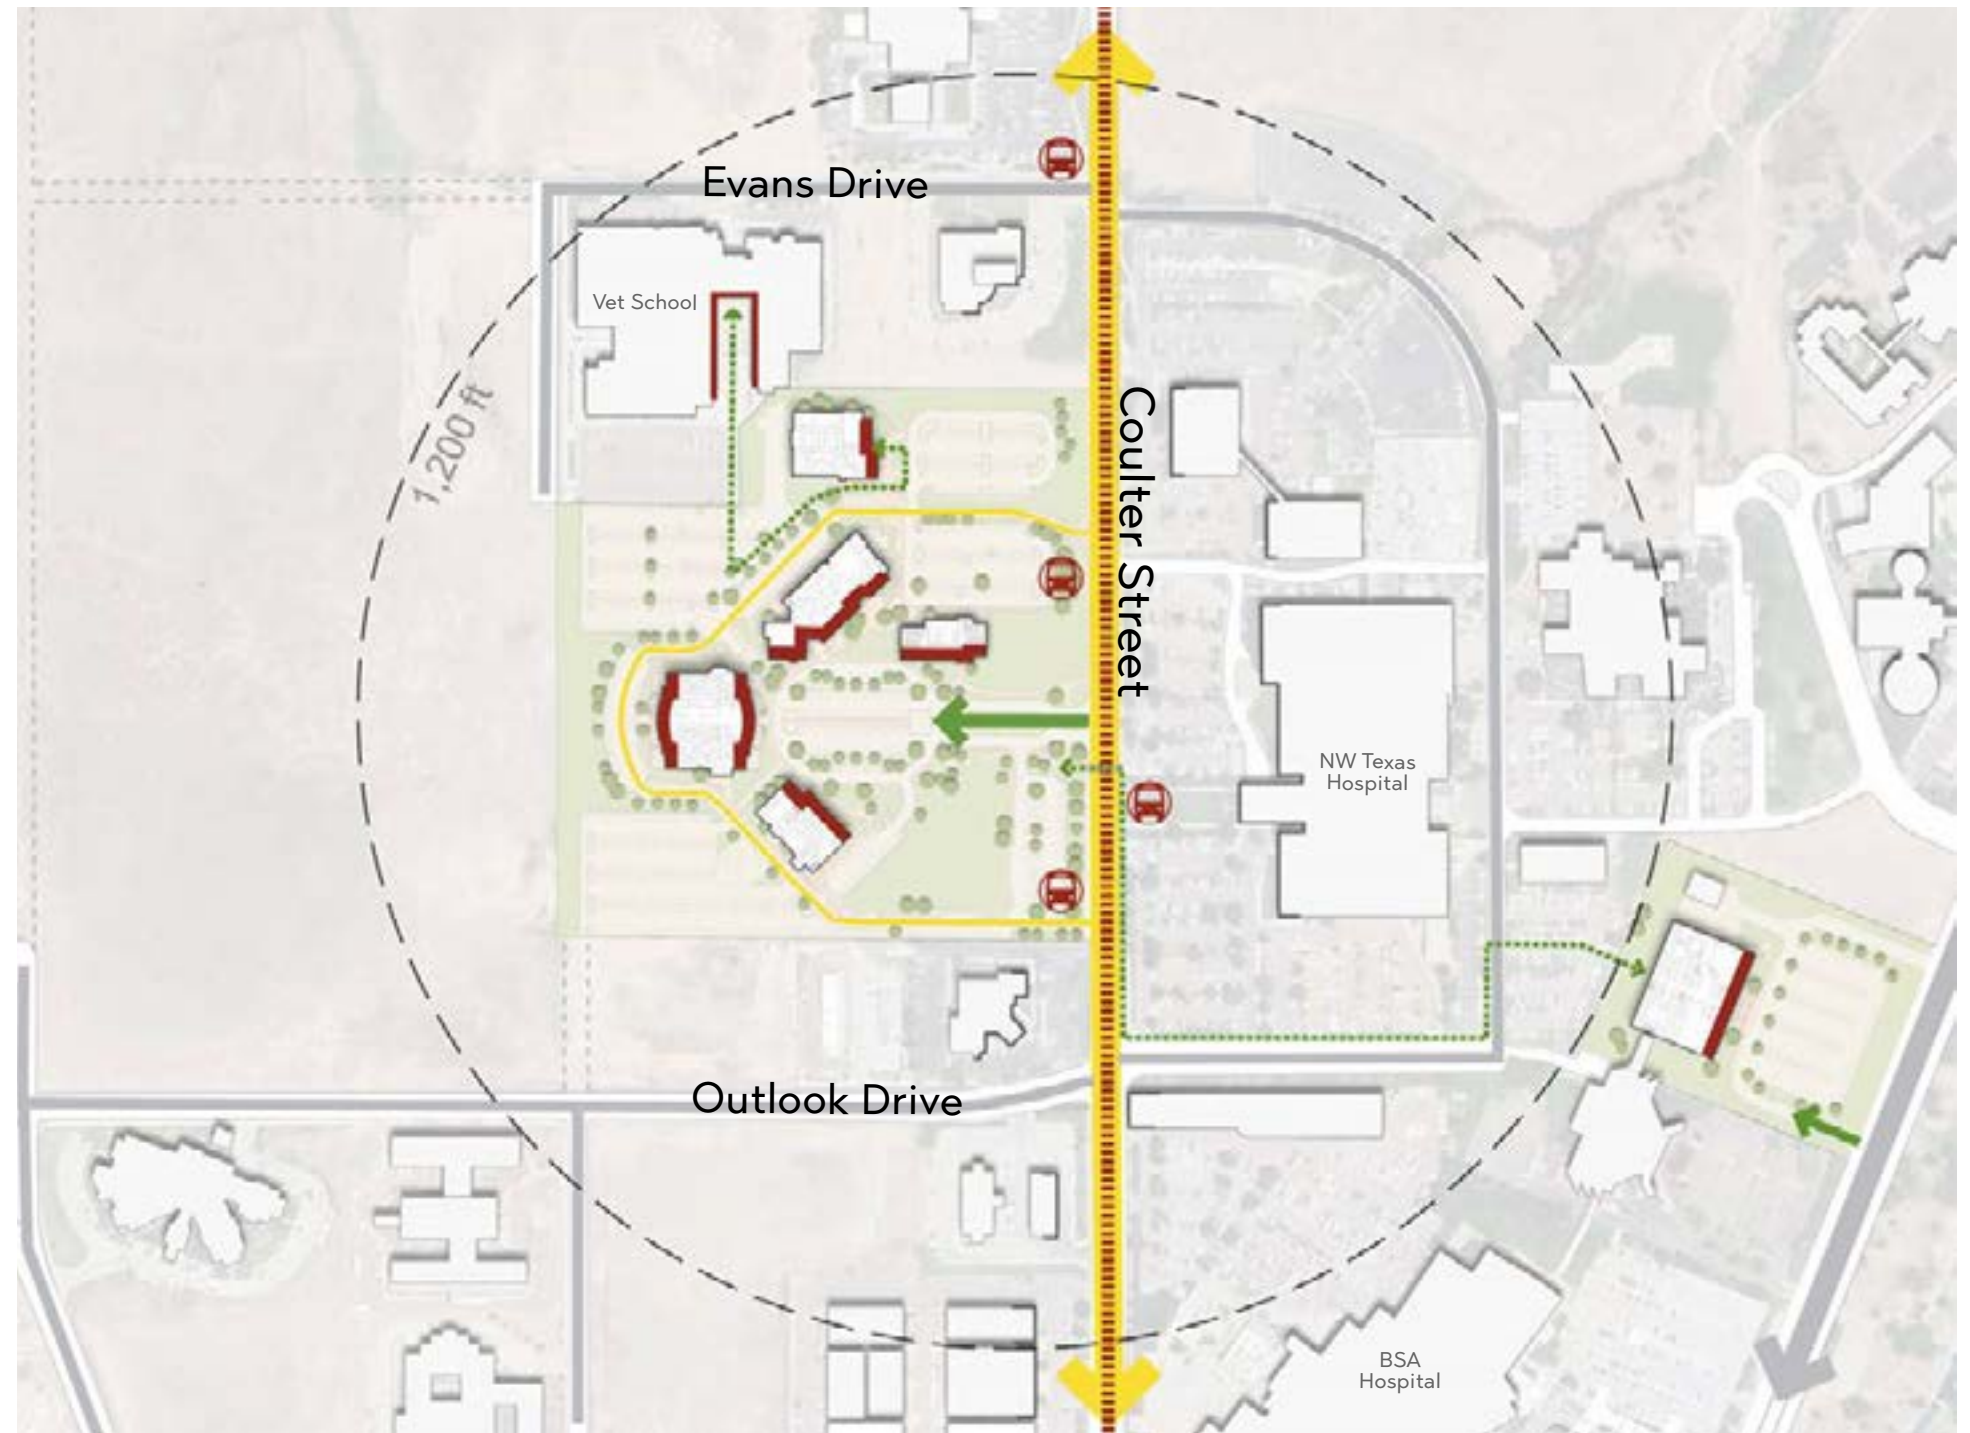 Evans Drive
Vet School
1,200 ft
Coulter Street
NW Texas
Hospital
Outlook Drive
BSA
Hospital